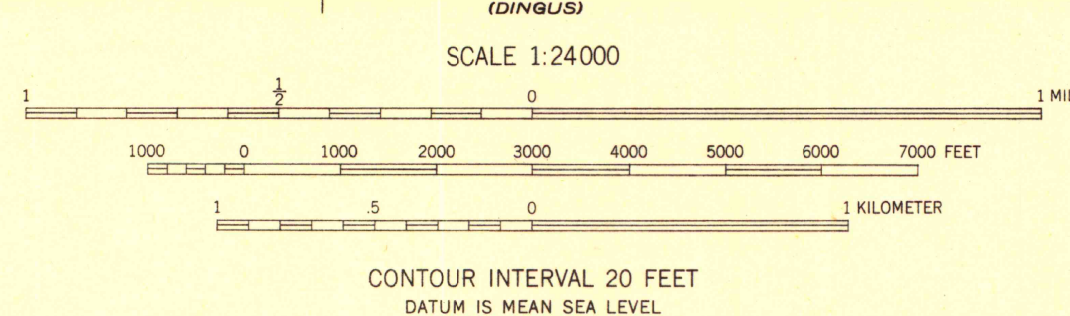 (DINGUS)
SCALE 1:24000
1 1/2 0 1 MI
1000 0 1000 2000 3000 4000 5000 6000 7000 FEET
1 .5 0 1 KILOMETER
CONTOUR INTERVAL 20 FEET
DATUM IS MEAN SEA LEVEL